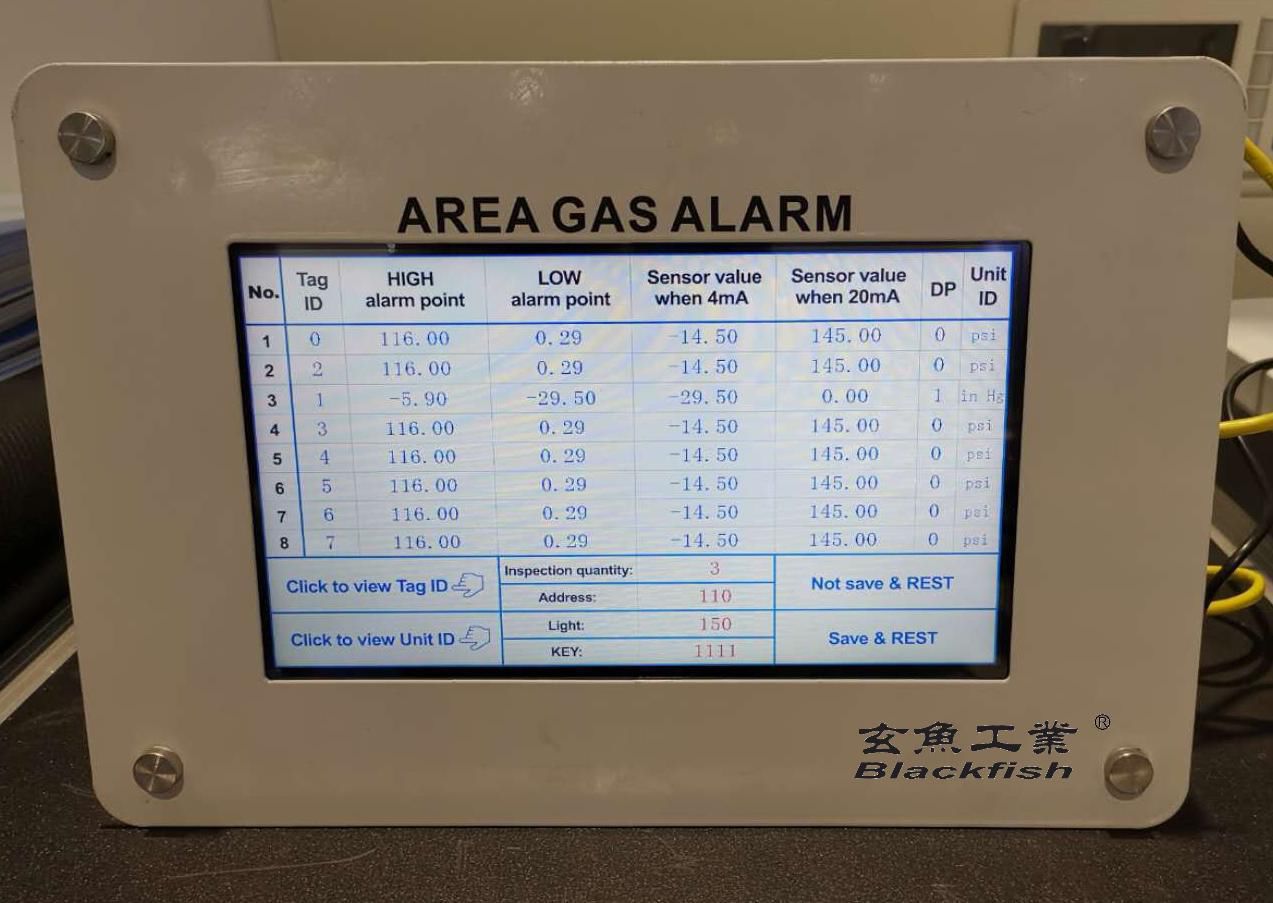 AREA GAS ALARM
No. Tag ID HIGH alarm point LOW alarm point Sensor value when 4mA Sensor value when 20mA DP Unit ID
1 0 116.00 0.29 -14.50 145.00 0 psi
2 2 116.00 0.29 -14.50 145.00 0 psi
3 1 -5.90 -29.50 -29.50 0.00 1 in Hg
4 3 116.00 0.29 -14.50 145.00 0 psi
5 4 116.00 0.29 -14.50 145.00 0 psi
6 5 116.00 0.29 -14.50 145.00 0 psi
7 6 116.00 0.29 -14.50 145.00 0 psi
8 7 116.00 0.29 -14.50 145.00 0 psi
Click to view Tag ID
Click to view Unit ID
Inspection quantity: 3
Address: 110
Light: 150
KEY: 1111
Not save & REST
Save & REST
玄魚工業®
Blackfish